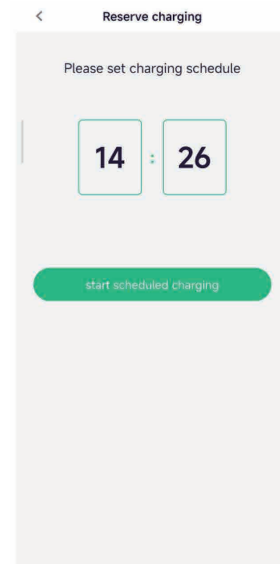 Reserve charging
Please set charging schedule
14 : 26
start scheduled charging